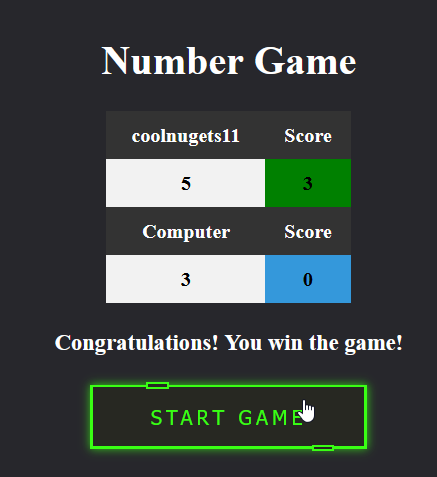 Number Game
coolnugets11 Score
5 3
Computer Score
3 0
Congratulations! You win the game!
START GAME